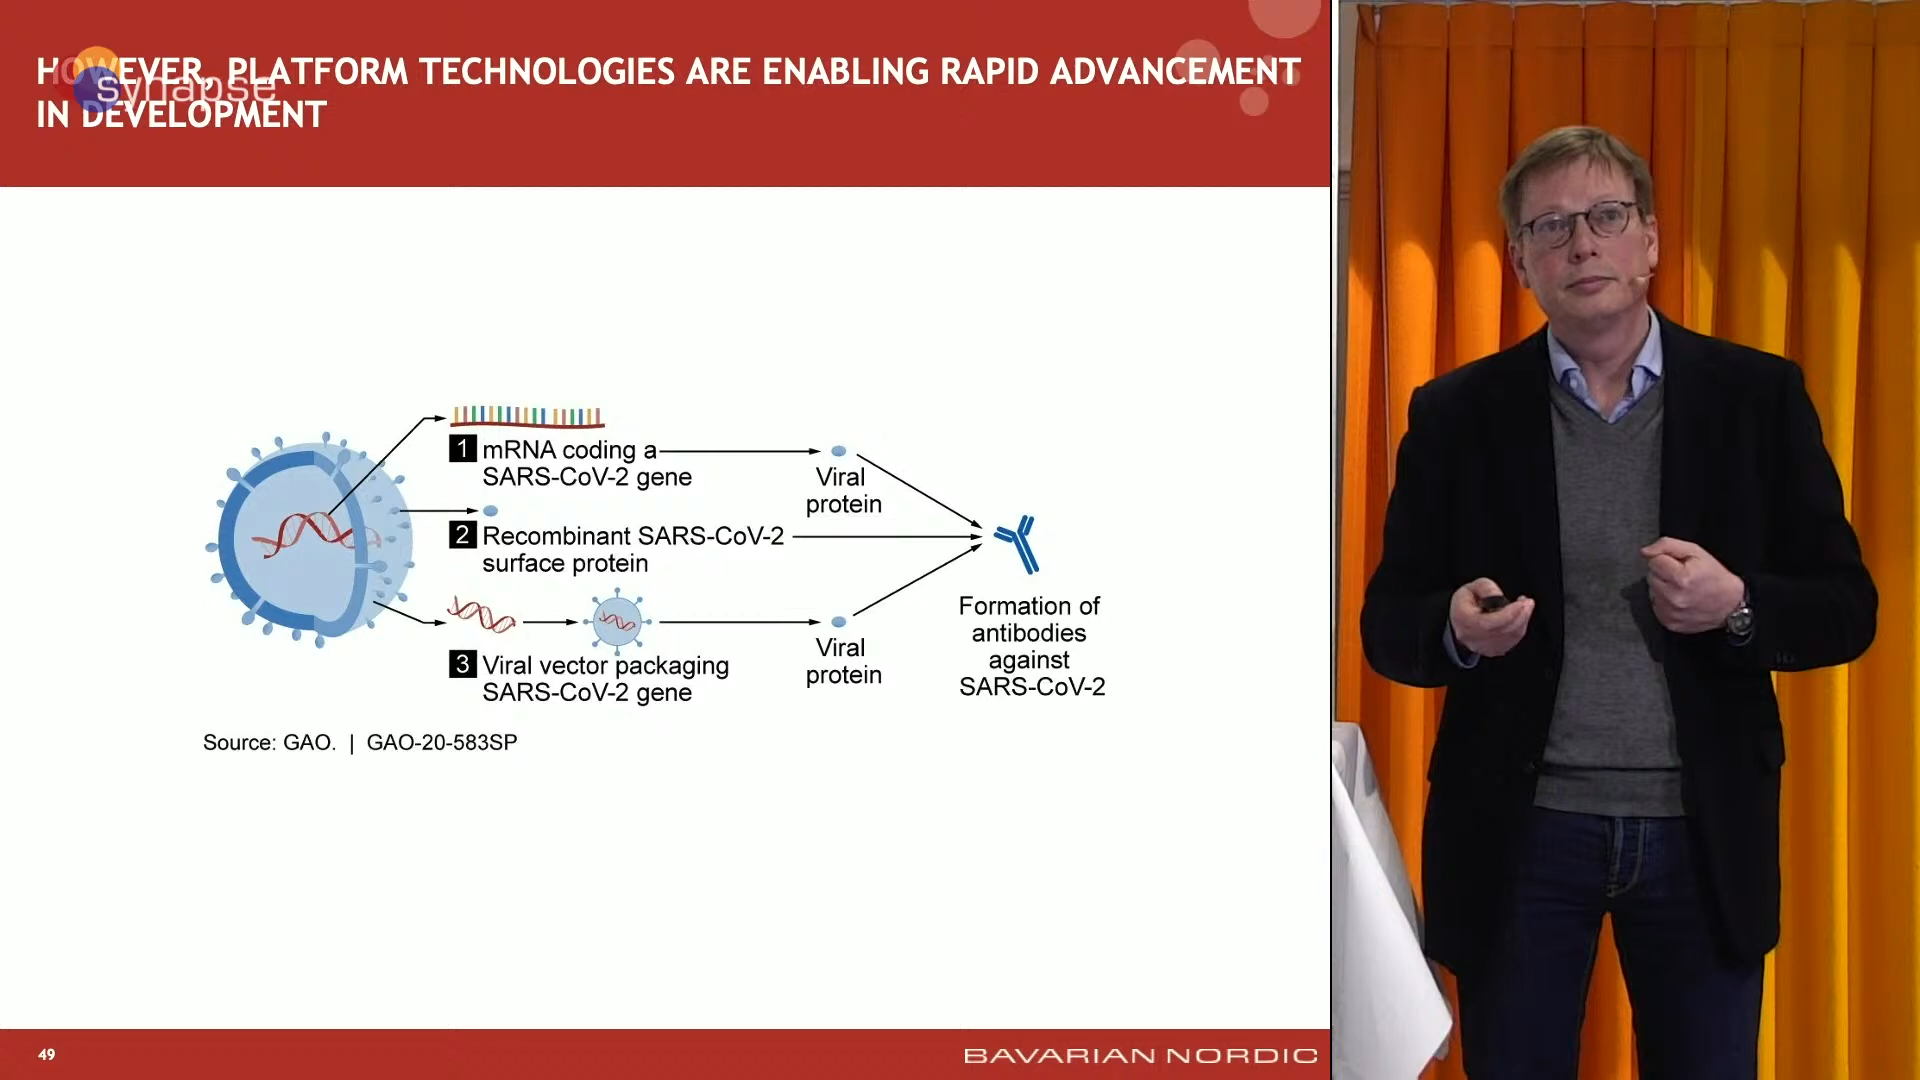 HOWEVER, PLATFORM TECHNOLOGIES ARE ENABLING RAPID ADVANCEMENT
IN DEVELOPMENT
synapse
1 mRNA coding a
SARS-CoV-2 gene
Viral
protein
2 Recombinant SARS-CoV-2
surface protein
3 Viral vector packaging
SARS-CoV-2 gene
Viral
protein
Formation of
antibodies
against
SARS-CoV-2
Source: GAO. | GAO-20-583SP
49
BAVARIAN NORDIC